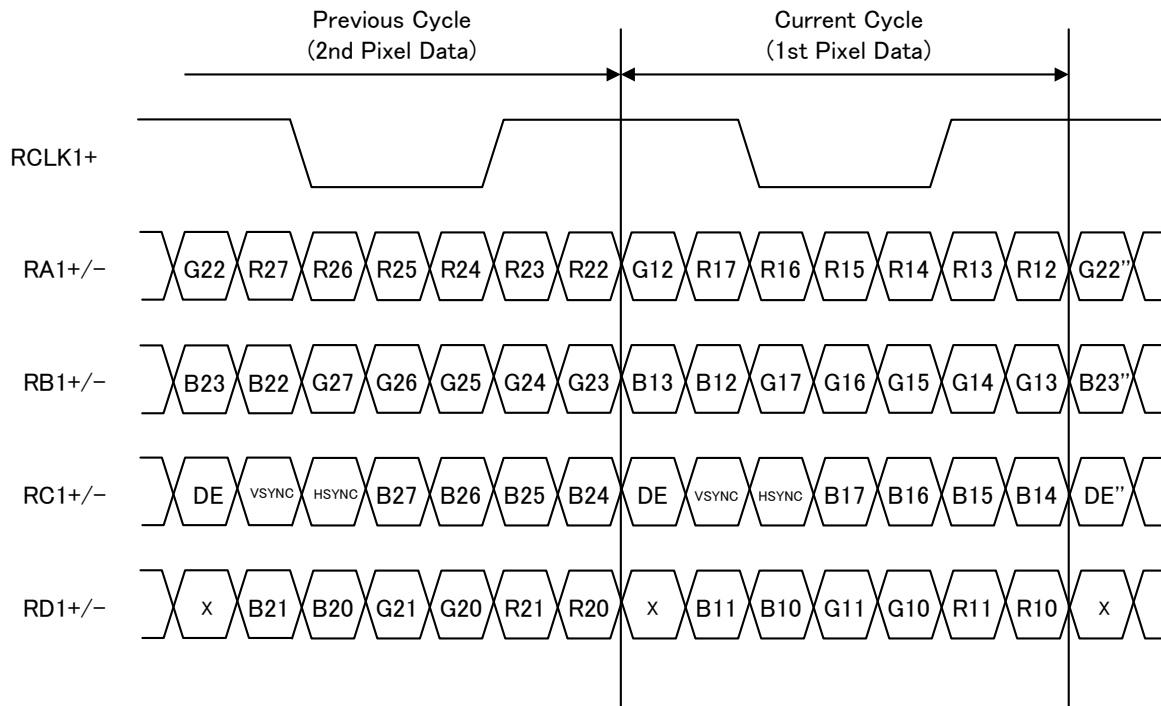 Previous Cycle
(2nd Pixel Data)
Current Cycle
(1st Pixel Data)
RCLK1+
RA1+/- G22 R27 R26 R25 R24 R23 R22 G12 R17 R16 R15 R14 R13 R12 G22''
RB1+/- B23 B22 G27 G26 G25 G24 G23 B13 B12 G17 G16 G15 G14 G13 B23''
RC1+/- DE VSYNC HSYNC B27 B26 B25 B24 DE VSYNC HSYNC B17 B16 B15 B14 DE''
RD1+/- X B21 B20 G21 G20 R21 R20 X B11 B10 G11 G10 R11 R10 X